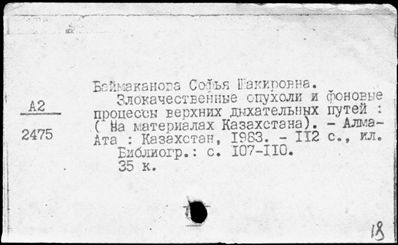 Баймаканова Софья Шакировна.
Злокачественные опухоли и фоновые
А2
процессы верхних дыхательных путей :
2475
( На материалах Казахстана). - Алма-
Ата : Казахстан, 1983. - 112 с., ил.
Библиогр.: с. 107-110.
35 к.